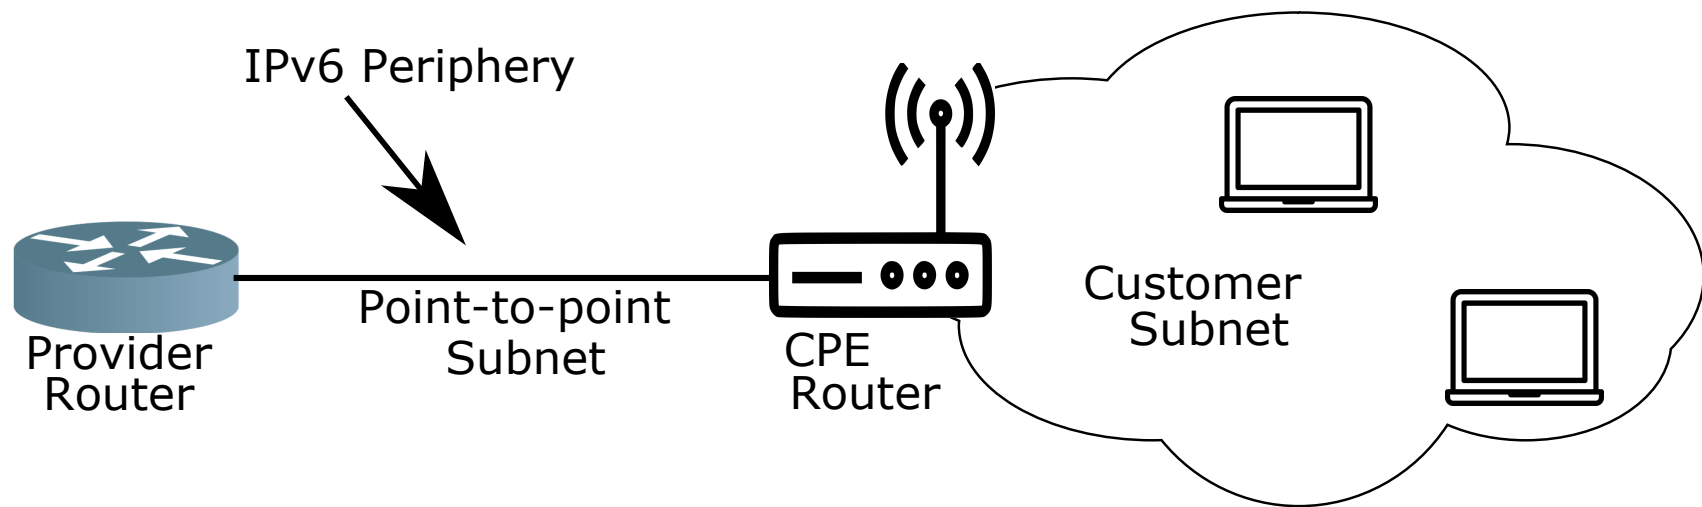 IPv6 Periphery
Point-to-point
Subnet
Provider
Router
CPE
Router
Customer
Subnet